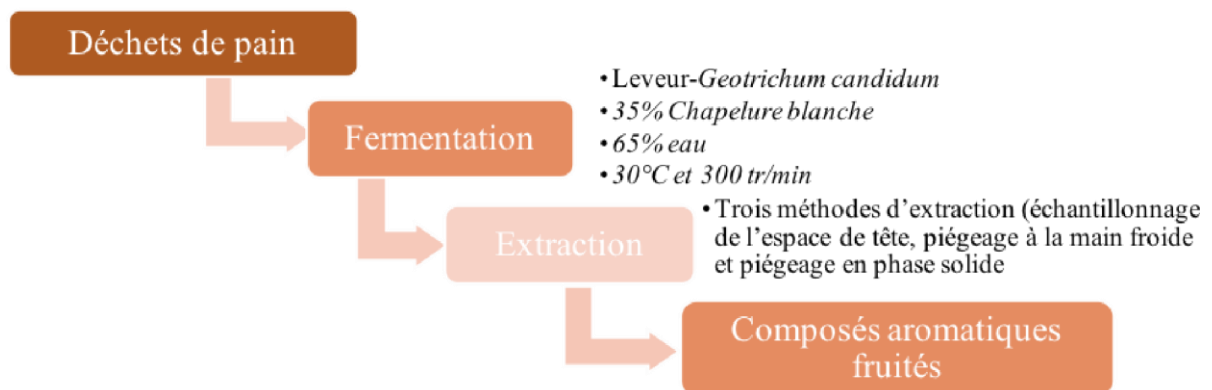 Déchets de pain
Fermentation
• Leveur-Geotrichum candidum
• 35% Chapelure blanche
• 65% eau
• 30°C et 300 tr/min
Extraction
• Trois méthodes d'extraction (échantillonnage
de l'espace de tête, piégeage à la main froide
et piégeage en phase solide
Composés aromatiques
fruités